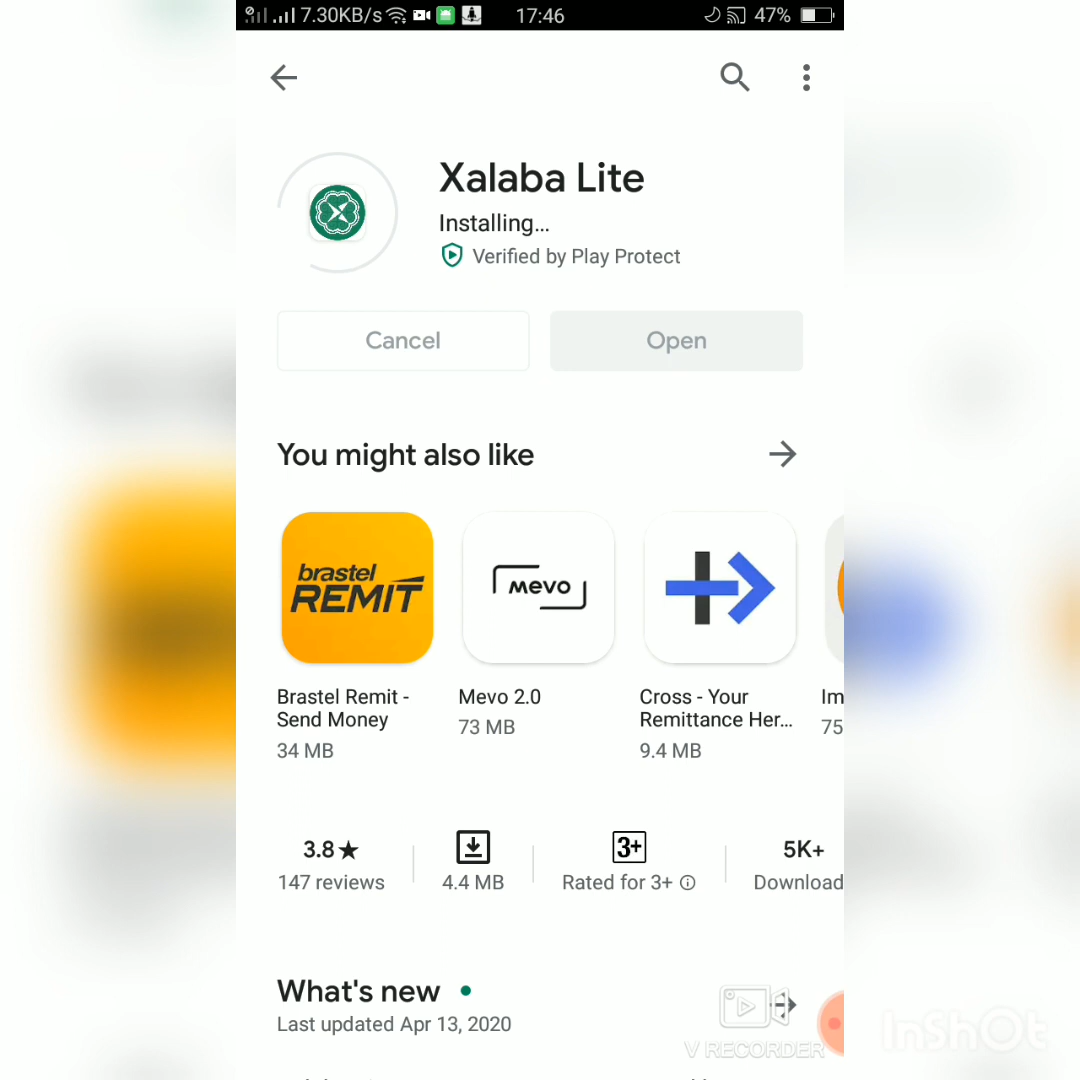 7.30KB/s 17:46 47%
Xalaba Lite
Installing...
Verified by Play Protect
Cancel Open
You might also like
brastel
REMIT
mevo
Brastel Remit -
Send Money
34 MB
Mevo 2.0
73 MB
Cross - Your
Remittance Her...
9.4 MB
Im
75
3.8★
147 reviews
4.4 MB
3+
Rated for 3+
5K+
Download
What's new
Last updated Apr 13, 2020
V RECORDER
InShOt